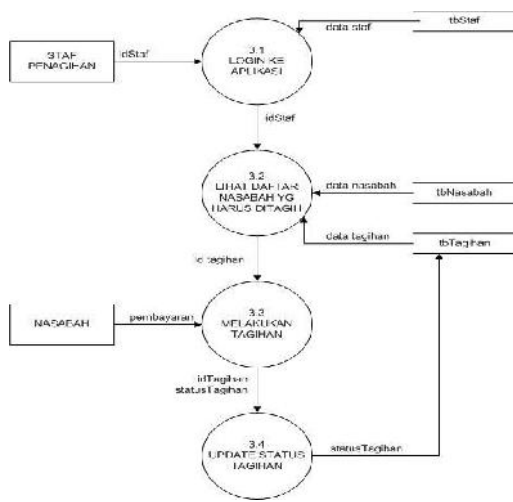 tbStaf
data staf
STAF
PENAGIHAN
idStaf
3.1
LOGIN KE
APLIKASI
idStaf
3.2
LIHAT DAFTAR
NASABAH YG
HARUS DITAGIH
data nasabah
tbNasabah
data tagihan
tbTagihan
id tagihan
NASABAH
pembayaran
3.3
MELAKUKAN
TAGIHAN
idTagihan
statusTagihan
3.4
UPDATE STATUS
TAGIHAN
statusTagihan